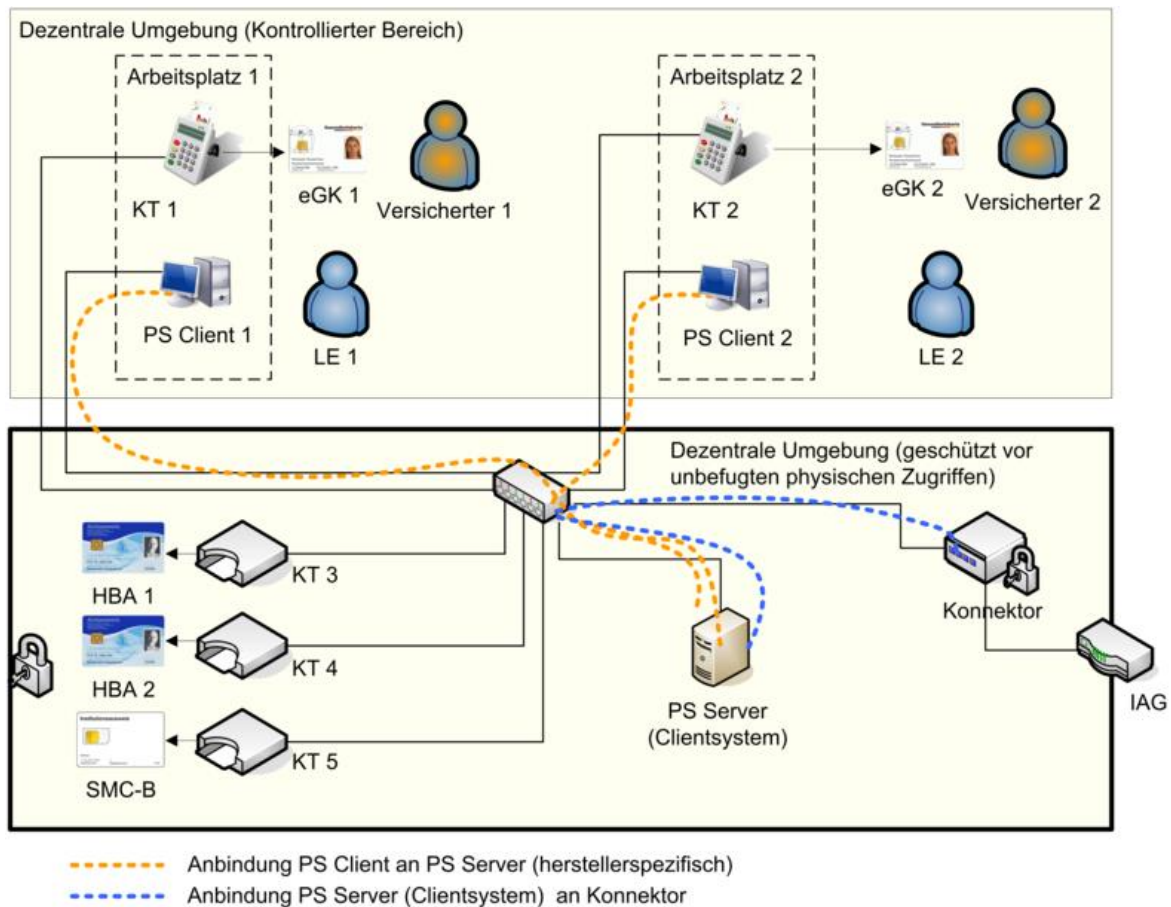 Dezentrale Umgebung (Kontrollierter Bereich)
Arbeitsplatz 1
Arbeitsplatz 2
KT 1
eGK 1
Versicherter 1
KT 2
eGK 2
Versicherter 2
PS Client 1
LE 1
PS Client 2
LE 2
Dezentrale Umgebung (geschützt vor
unbefugten physischen Zugriffen)
HBA 1
KT 3
Konnektor
HBA 2
KT 4
PS Server
(Clientsystem)
IAG
SMC-B
KT 5
Anbindung PS Client an PS Server (herstellerspezifisch)
Anbindung PS Server (Clientsystem) an Konnektor